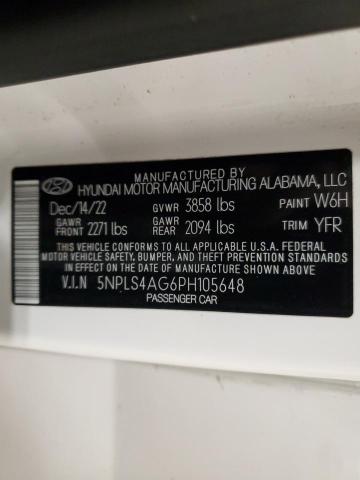 MANUFACTURED BY
HYUNDAI MOTOR MANUFACTURING ALABAMA, LLC
Dec/14/22 GVWR 3858 lbs PAINT W6H
GAWR FRONT 2271 lbs GAWR REAR 2094 lbs TRIM YFR
THIS VEHICLE CONFORMS TO ALL APPLICABLE U.S.A. FEDERAL
MOTOR VEHICLE SAFETY, BUMPER, AND THEFT PREVENTION STANDARDS
IN EFFECT ON THE DATE OF MANUFACTURE SHOWN ABOVE.
V.I.N 5NPLS4AG6PH105648
PASSENGER CAR